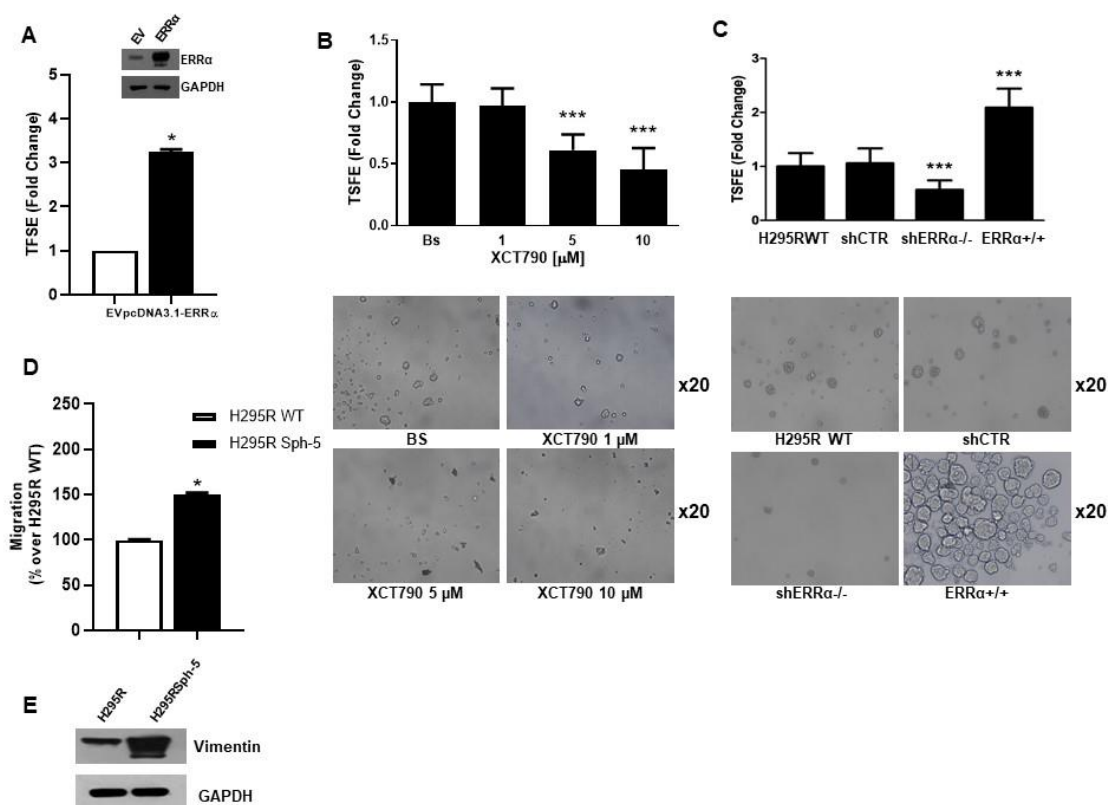 A
EV
ERRα
ERRα
GAPDH
5
4
3
2
1
0
TFSE (Fold Change)
*
EVpcDNA3.1-ERRα
B
1.5
1.0
0.5
0.0
TSFE (Fold Change)
***
***
Bs
1
5
10
XCT790 [µM]
BS
XCT790 1 µM
x20
XCT790 5 µM
XCT790 10 µM
x20
C
3
2
1
0
TSFE (Fold Change)
***
***
H295RWT
shCTR
shERRα-/-
ERRα+/+
H295R WT
shCTR
x20
shERRα-/-
ERRα+/+
x20
D
250
200
150
100
50
0
Migration
(% over H295R WT)
H295R WT
H295R Sph-5
*
E
H295R
H295RSph-5
Vimentin
GAPDH